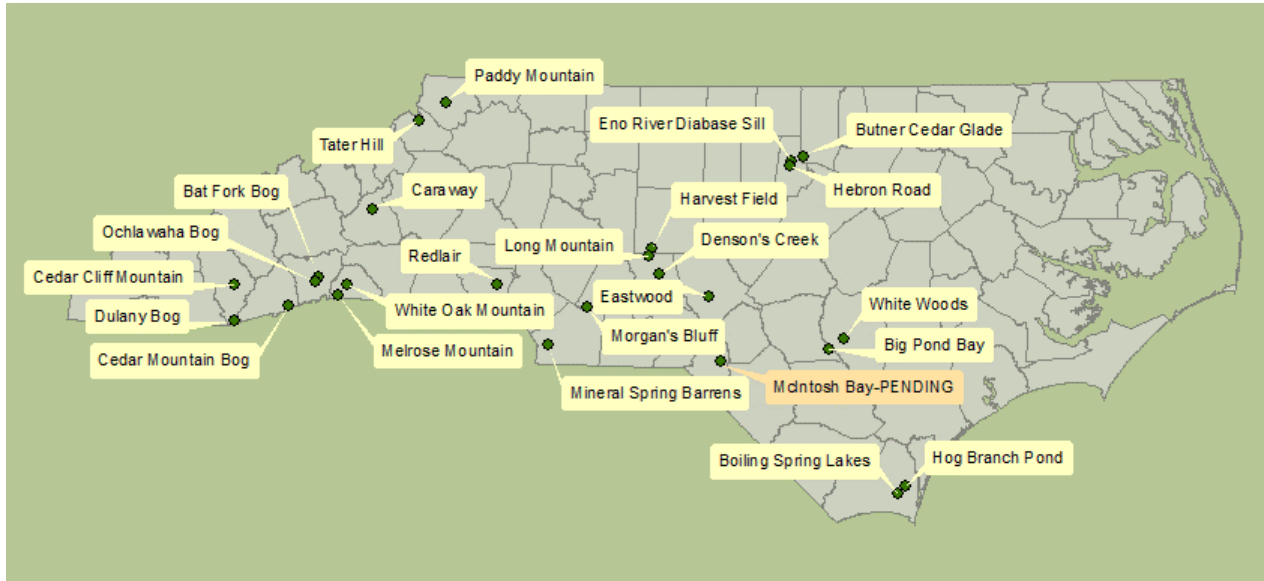 Paddy Mountain
Eno River Diabase Sill
Butner Cedar Glade
Tater Hill
Bat Fork Bog
Caraway
Hebron Road
Harvest Field
Ochlawaha Bog
Long Mountain
Denson's Creek
Redlair
Cedar Cliff Mountain
Eastwood
White Woods
White Oak Mountain
Dulany Bog
Morgan's Bluff
Big Pond Bay
Cedar Mountain Bog
Melrose Mountain
Mineral Spring Barrens
McIntosh Bay-PENDING
Boiling Spring Lakes
Hog Branch Pond